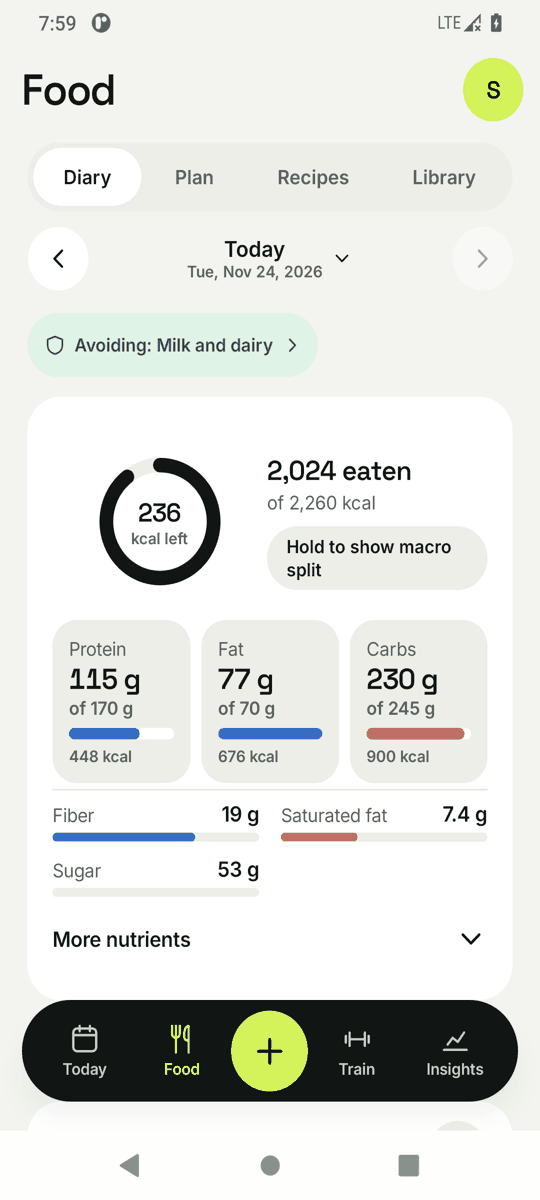 7:59
LTE
Food
S
Diary
Plan
Recipes
Library
Today
Tue, Nov 24, 2026
Avoiding: Milk and dairy
236
kcal left
2,024 eaten
of 2,260 kcal
Hold to show macro
split
Protein
115 g
of 170 g
448 kcal
Fat
77 g
of 70 g
676 kcal
Carbs
230 g
of 245 g
900 kcal
Fiber
19 g
Saturated fat
7.4 g
Sugar
53 g
More nutrients
Today
Food
Train
Insights